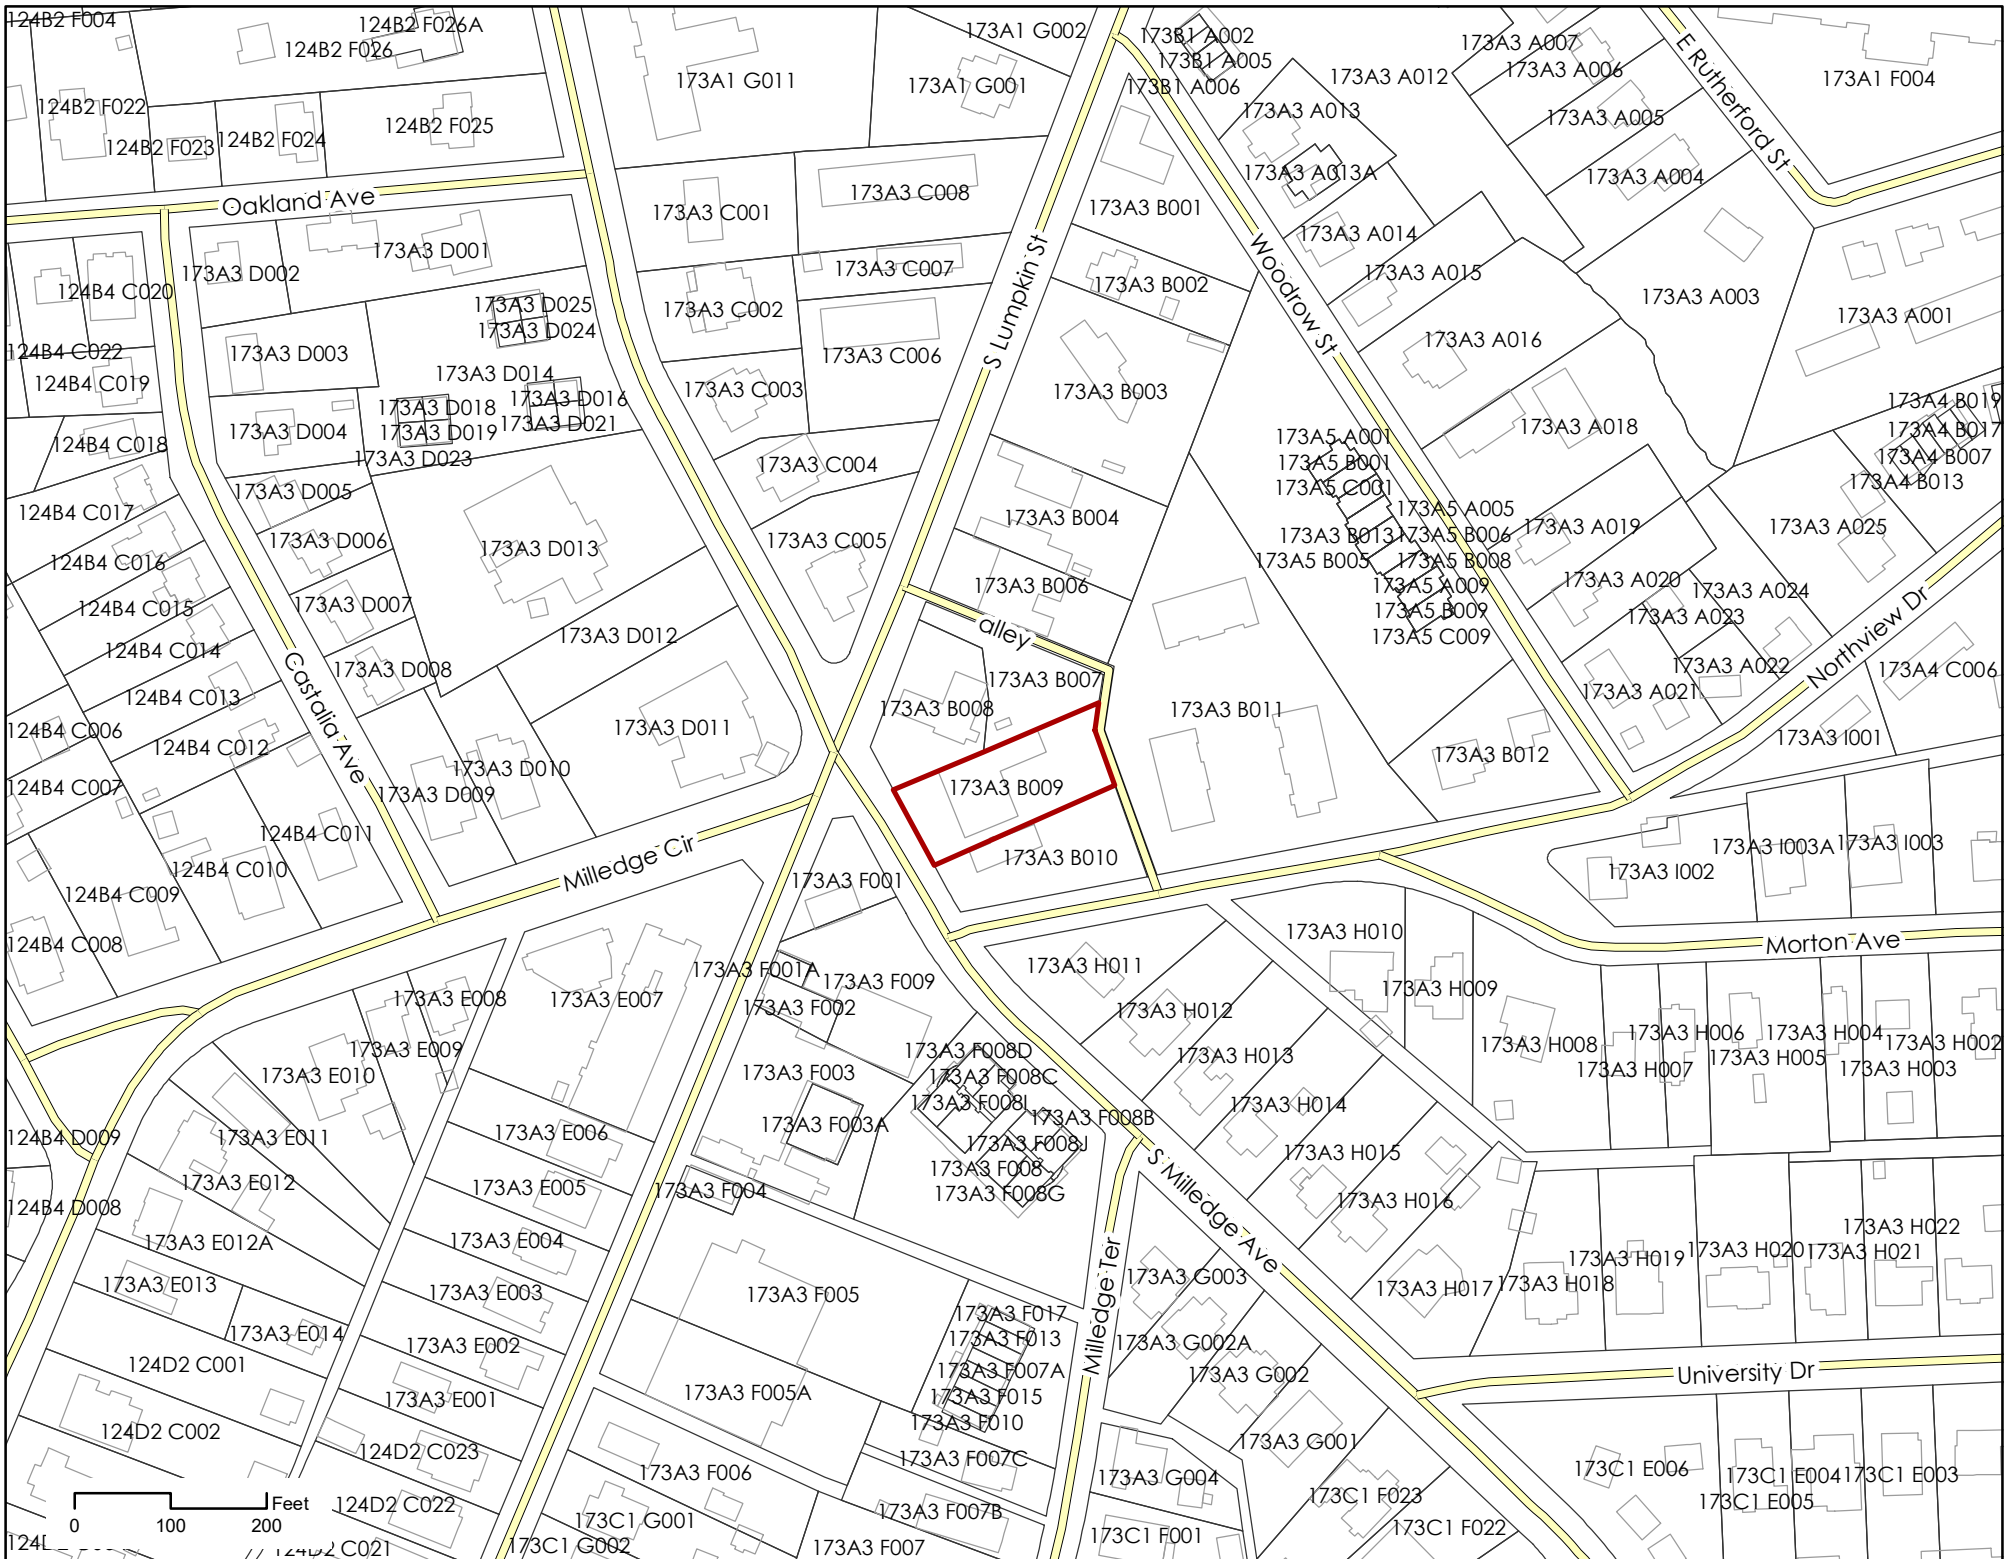 124B2 F004
124B2 F026A
124B2 F026
173A1 G002
173B1 A002
173B1 A005
173B1 A006
173A3 A007
173A3 A006
173A3 A012
E Rutherford St
173A1 F004
173A1 G011
173A1 G001
124B2 F022
124B2 F023
124B2 F024
124B2 F025
173A3 A013
173A3 A005
173A3 A013A
173A3 A004
Oakland Ave
173A3 C001
173A3 C008
173A3 B001
173A3 A014
173A3 D001
173A3 D002
173A3 C007
173A3 B002
Woodrow St
173A3 A015
173A3 A003
173A3 A001
124B4 C020
173A3 D025
173A3 D024
173A3 C002
S Lumpkin St
173A3 A016
124B4 C022
124B4 C019
173A3 D003
173A3 D014
173A3 C006
173A3 C003
173A3 B003
173A3 D018
173A3 D016
173A3 D019
173A3 D021
173A3 D004
173A3 D023
124B4 C018
173A5 A001
173A5 B001
173A5 C001
173A3 A018
173A4 B019
173A4 B017
173A4 B007
173A4 B013
173A3 C004
173A3 D005
124B4 C017
173A3 B004
173A5 A005
173A3 B013
173A5 B006
173A5 B005
173A5 B008
173A3 A019
173A3 A025
173A3 D006
173A3 D013
173A3 C005
124B4 C016
173A3 B006
173A5 A009
173A5 B009
173A5 C009
173A3 A020
173A3 A024
173A3 A023
124B4 C015
173A3 D007
173A3 D012
alley
Northview Dr
124B4 C014
173A3 D008
173A3 B007
173A3 A022
173A4 C006
124B4 C013
Castalia Ave
173A3 B008
173A3 B011
173A3 A021
124B4 C006
124B4 C012
173A3 D011
173A3 B012
173A3 I001
173A3 D010
124B4 C007
173A3 D009
173A3 B009
124B4 C011
Milledge Cir
173A3 B010
173A3 I003A
173A3 I003
173A3 I002
124B4 C010
124B4 C009
173A3 F001
124B4 C008
173A3 H010
Morton Ave
173A3 F001A
173A3 F009
173A3 H011
173A3 H009
173A3 E008
173A3 E007
173A3 F002
173A3 H012
173A3 E009
173A3 E010
173A3 F008D
173A3 H013
173A3 H008
173A3 H006
173A3 H004
173A3 H002
173A3 H007
173A3 H005
173A3 H003
173A3 F003
173A3 F008C
173A3 F008I
173A3 F008B
173A3 H014
124B4 D009
173A3 E011
173A3 E006
173A3 F003A
173A3 F008J
173A3 F008
173A3 F008G
173A3 H015
S Milledge Ave
173A3 E012
173A3 E005
173A3 F004
173A3 H016
124B4 D008
173A3 E012A
173A3 E004
Milledge Ter
173A3 H022
173A3 H019
173A3 H020
173A3 H021
173A3 E013
173A3 E003
173A3 F005
173A3 G003
173A3 H017
173A3 H018
173A3 E014
173A3 E002
173A3 F017
173A3 F013
173A3 G002A
124D2 C001
173A3 F007A
173A3 G002
University Dr
173A3 E001
173A3 F005A
173A3 F015
173A3 F010
124D2 C002
124D2 C023
173A3 F007C
173A3 G001
173A3 F006
173A3 G004
173C1 E006
173C1 E004
173C1 E003
173C1 E005
124D2 C022
173C1 G001
173A3 F007B
173C1 F023
173C1 F001
173C1 F022
124D2 C021
173C1 G002
173A3 F007
Feet
0 100 200